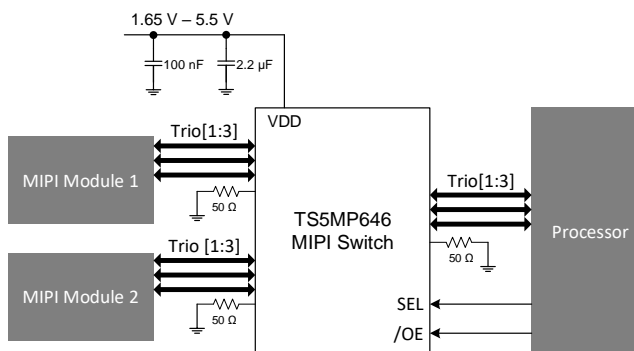 1.65 V – 5.5 V
100 nF
2.2 µF
VDD
Trio[1:3]
MIPI Module 1
50 Ω
Trio[1:3]
TS5MP646
MIPI Switch
Processor
50 Ω
Trio [1:3]
MIPI Module 2
50 Ω
SEL
/OE